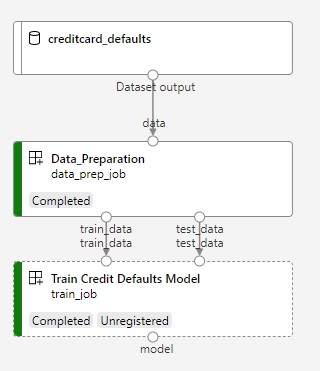 creditcard_defaults
Dataset output
data
Data_Preparation
data_prep_job
Completed
train_data test_data
train_data test_data
Train Credit Defaults Model
train_job
Completed Unregistered
model